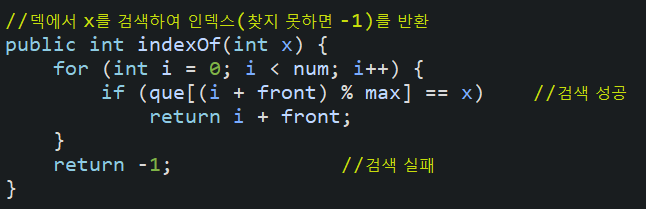 //덱에서 x를 검색하여 인덱스(찾지 못하면 -1)를 반환
public int indexOf(int x) {
    for (int i = 0; i < num; i++) {
        if (que[(i + front) % max] == x)    //검색 성공
            return i + front;
    }
    return -1;              //검색 실패
}